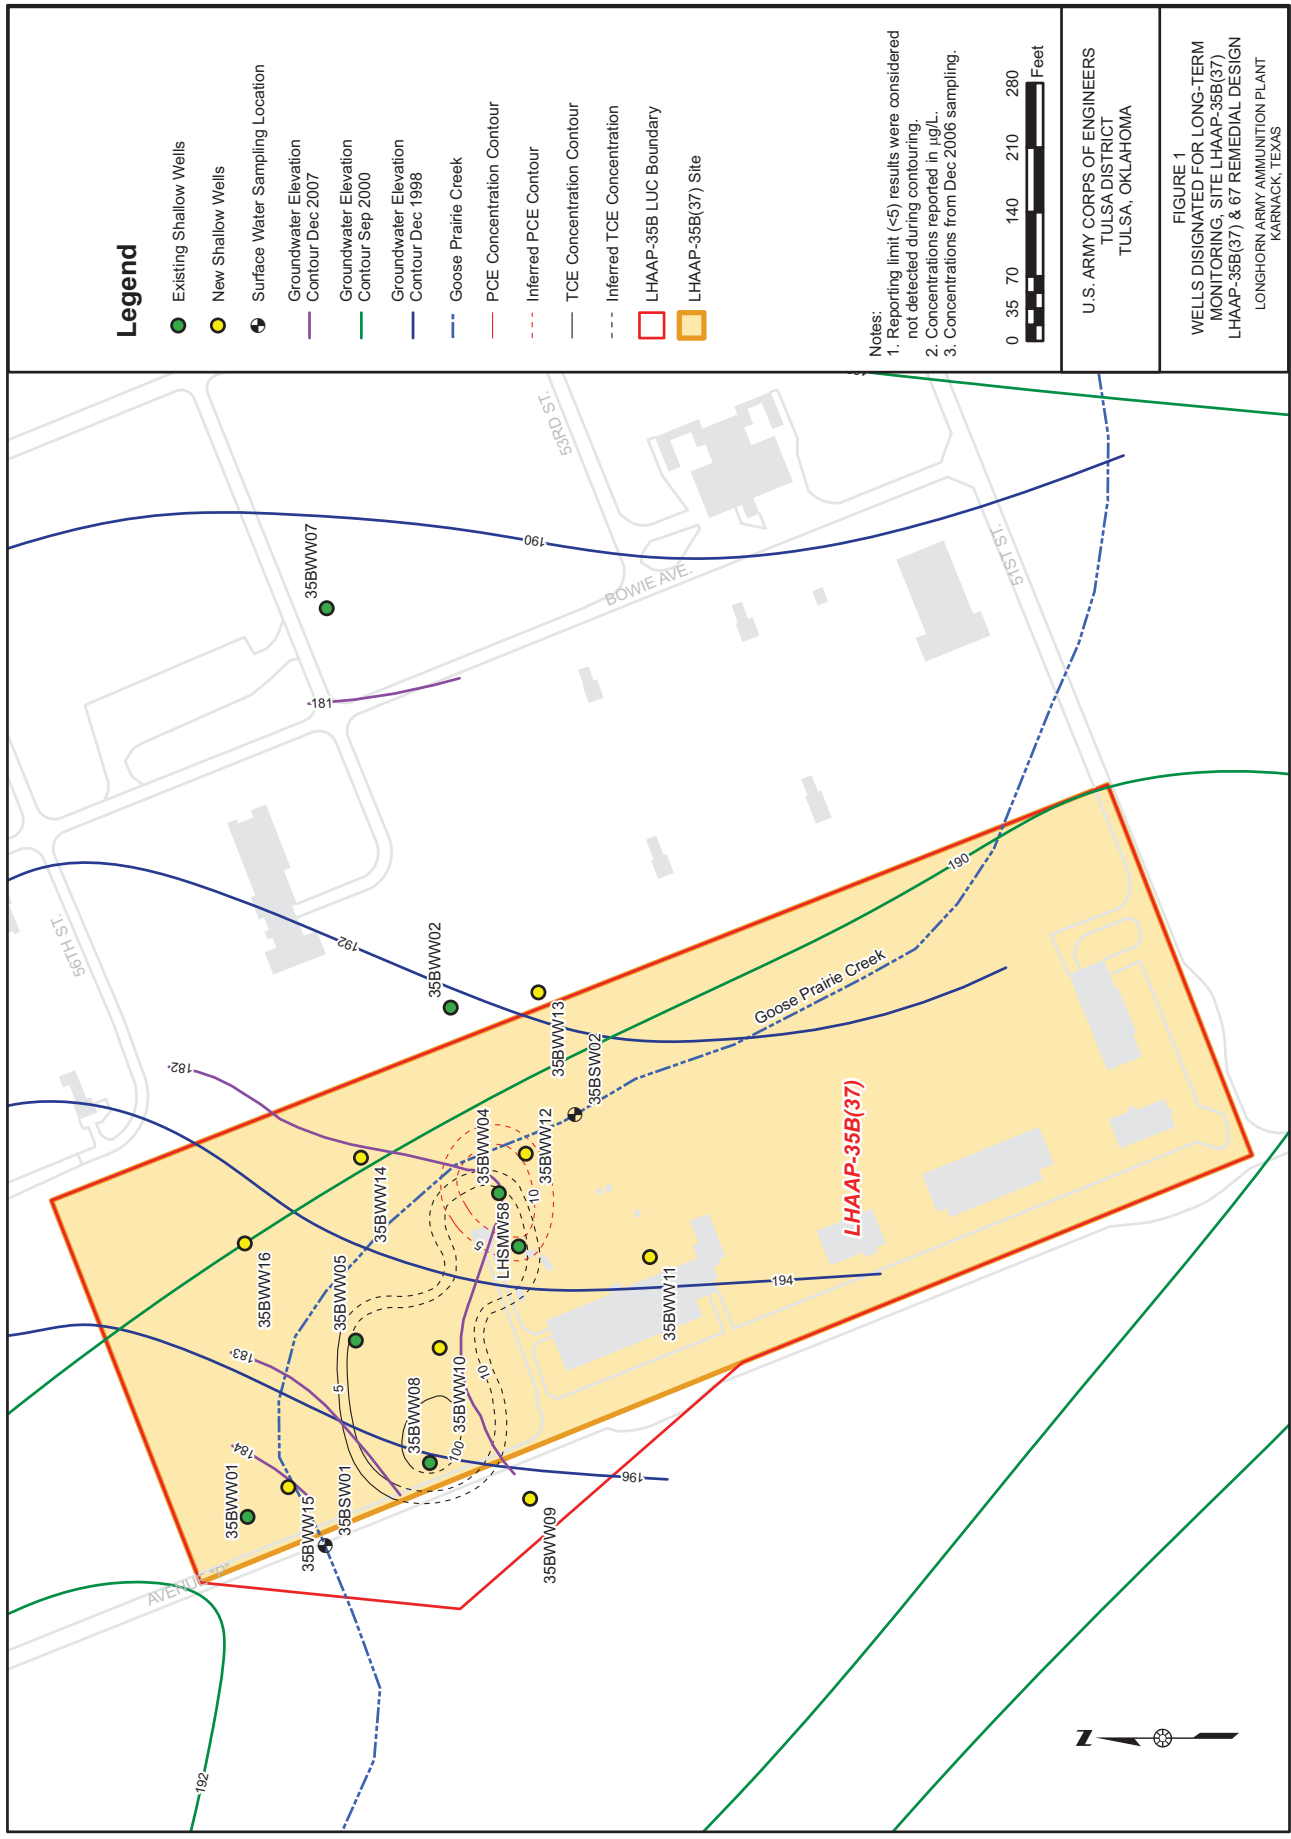 Legend
Existing Shallow Wells
New Shallow Wells
Surface Water Sampling Location
Groundwater Elevation
Contour Dec 2007
Groundwater Elevation
Contour Sep 2000
Groundwater Elevation
Contour Dec 1998
Goose Prairie Creek
PCE Concentration Contour
Inferred PCE Contour
TCE Concentration Contour
Inferred TCE Concentration
LHAAP-35B LUC Boundary
LHAAP-35B(37) Site
Notes:
1. Reporting limit (<5) results were considered
not detected during contouring.
2. Concentrations reported in µg/L.
3. Concentrations from Dec 2006 sampling.
0 35 70 140 210 280
Feet
U.S. ARMY CORPS OF ENGINEERS
TULSA DISTRICT
TULSA, OKLAHOMA
FIGURE 1
WELLS DESIGNATED FOR LONG-TERM
MONITORING, SITE LHAAP-35B(37)
LHAAP-35B(37) & 67 REMEDIAL DESIGN
LONGHORN ARMY AMMUNITION PLANT
KARNACK, TEXAS
53RD ST.
51ST ST.
BOWIE AVE.
56TH ST.
35BWW07
190
181
192
35BWW02
190
35BWW13
35BSW02
Goose Prairie Creek
182
35BWW04
35BWW12
35BWW14
10
5
LHSMW58
LHAAP-35B(37)
35BWW16
35BWW05
35BWW11
194
183
5
35BWW10
10
35BWW08
100
184
196
35BWW01
35BWW15
35BSW01
35BWW09
192
N